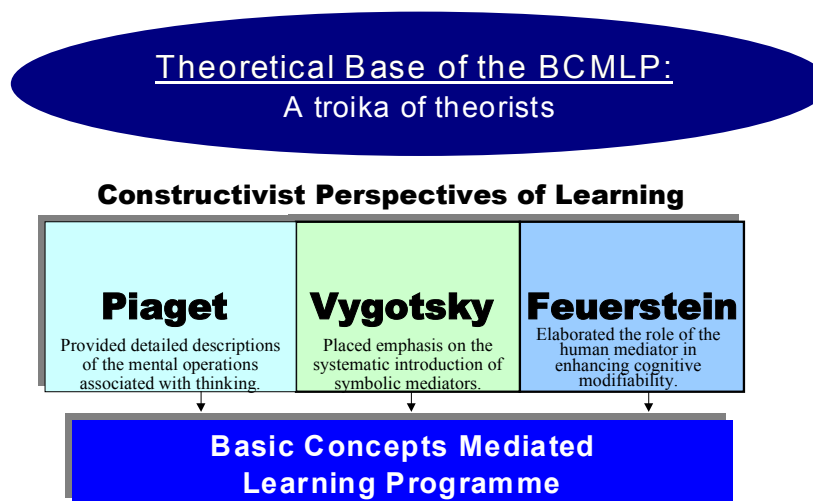 Theoretical Base of the BCMLP:
A troika of theorists
Constructivist Perspectives of Learning
Piaget
Provided detailed descriptions
of the mental operations
associated with thinking.
Vygotsky
Placed emphasis on the
systematic introduction of
symbolic mediators.
Feuerstein
Elaborated the role of the
human mediator in
enhancing cognitive
modifiability.
Basic Concepts Mediated
Learning Programme